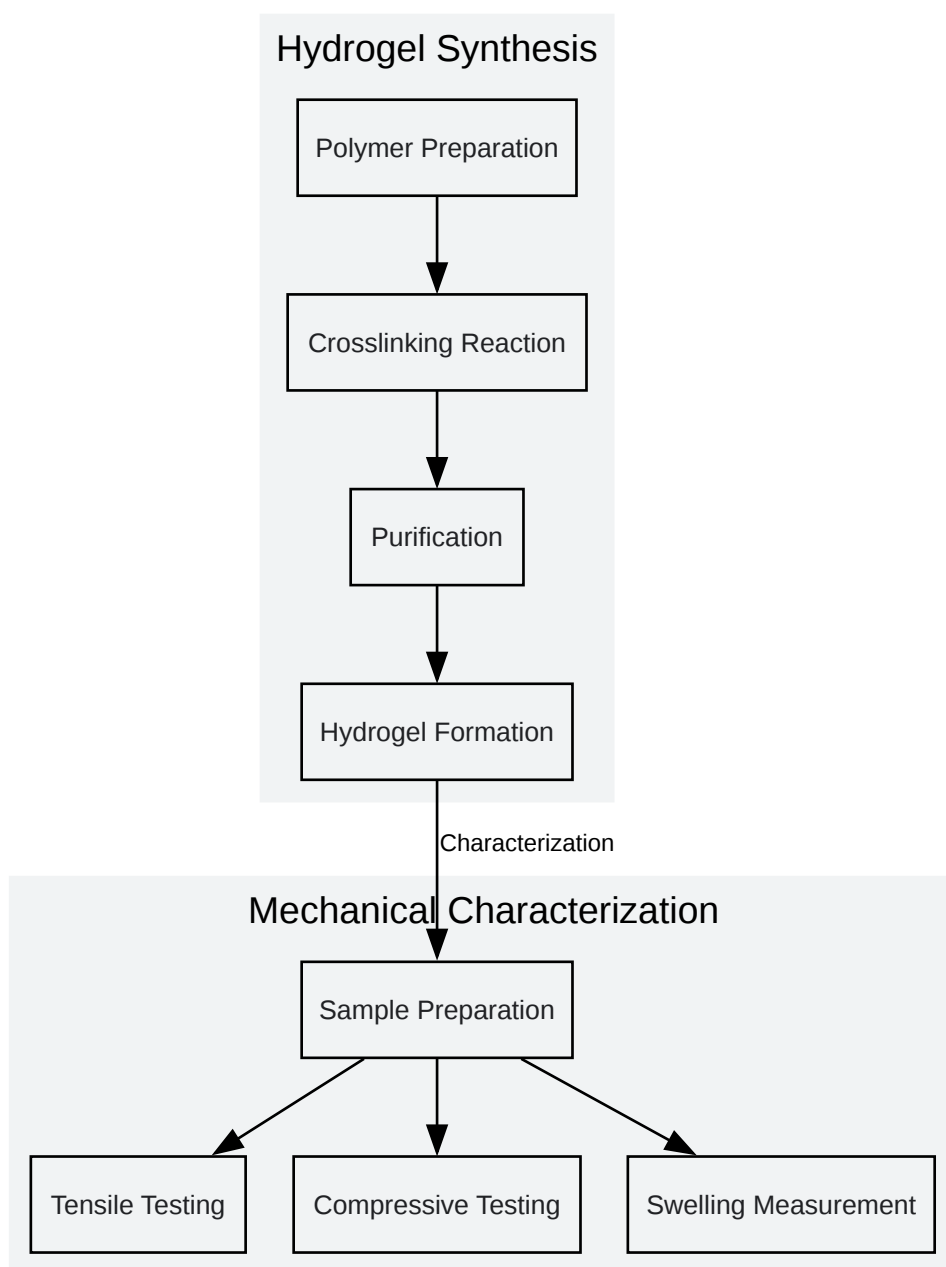 Hydrogel Synthesis
Polymer Preparation
Crosslinking Reaction
Purification
Hydrogel Formation
Characterization
Mechanical Characterization
Sample Preparation
Tensile Testing
Compressive Testing
Swelling Measurement